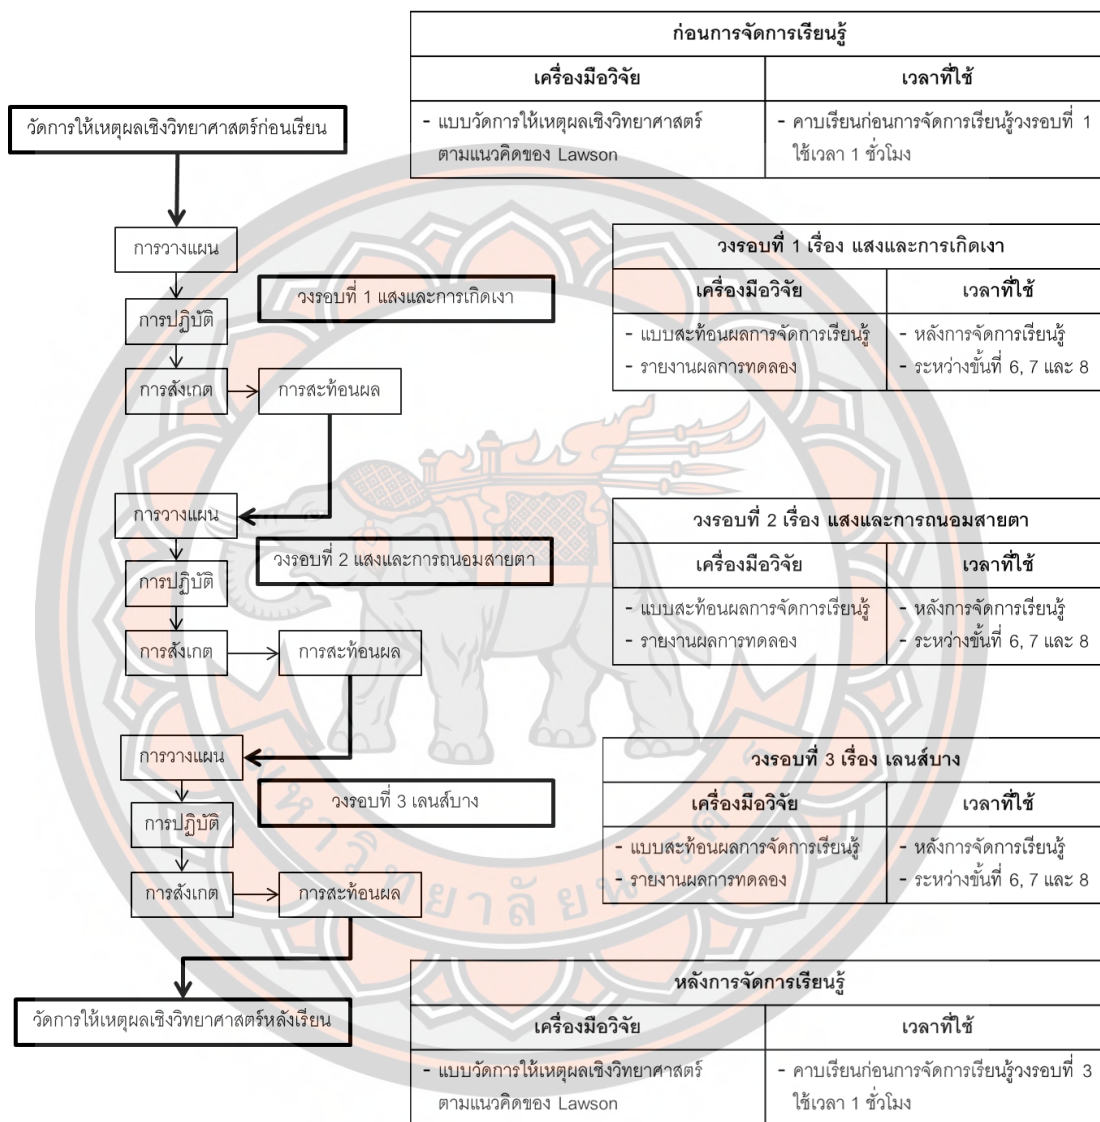 ก่อนการจัดการเรียนรู้
เครื่องมือวิจัย
เวลาที่ใช้
- แบบวัดการให้เหตุผลเชิงวิทยาศาสตร์
ตามแนวคิดของ Lawson
- คาบเรียนก่อนการจัดการเรียนรู้วงรอบที่ 1
ใช้เวลา 1 ชั่วโมง
วัดการให้เหตุผลเชิงวิทยาศาสตร์ก่อนเรียน
การวางแผน
วงรอบที่ 1 แสงและการเกิดเงา
การปฏิบัติ
การสังเกต
การสะท้อนผล
วงรอบที่ 1 เรื่อง แสงและการเกิดเงา
เครื่องมือวิจัย
เวลาที่ใช้
- แบบสะท้อนผลการจัดการเรียนรู้
- รายงานผลการทดลอง
- หลังการจัดการเรียนรู้
- ระหว่างขั้นที่ 6, 7 และ 8
การวางแผน
วงรอบที่ 2 แสงและการถนอมสายตา
การปฏิบัติ
การสังเกต
การสะท้อนผล
วงรอบที่ 2 เรื่อง แสงและการถนอมสายตา
เครื่องมือวิจัย
เวลาที่ใช้
- แบบสะท้อนผลการจัดการเรียนรู้
- รายงานผลการทดลอง
- หลังการจัดการเรียนรู้
- ระหว่างขั้นที่ 6, 7 และ 8
การวางแผน
วงรอบที่ 3 เลนส์บาง
การปฏิบัติ
การสังเกต
การสะท้อนผล
วงรอบที่ 3 เรื่อง เลนส์บาง
เครื่องมือวิจัย
เวลาที่ใช้
- แบบสะท้อนผลการจัดการเรียนรู้
- รายงานผลการทดลอง
- หลังการจัดการเรียนรู้
- ระหว่างขั้นที่ 6, 7 และ 8
วัดการให้เหตุผลเชิงวิทยาศาสตร์หลังเรียน
หลังการจัดการเรียนรู้
เครื่องมือวิจัย
เวลาที่ใช้
- แบบวัดการให้เหตุผลเชิงวิทยาศาสตร์
ตามแนวคิดของ Lawson
- คาบเรียนก่อนการจัดการเรียนรู้วงรอบที่ 3
ใช้เวลา 1 ชั่วโมง
มหาวิทยาลัยนเรศวร